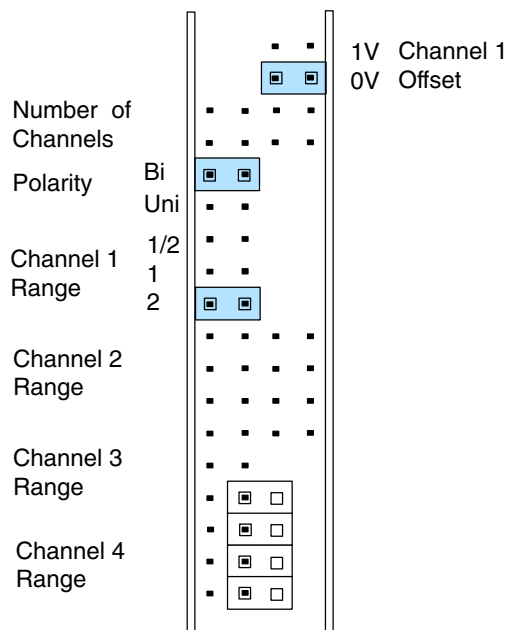 1V Channel 1
0V Offset
Number of
Channels
Polarity Bi
Uni
1/2
Channel 1
Range
1
2
Channel 2
Range
Channel 3
Range
Channel 4
Range